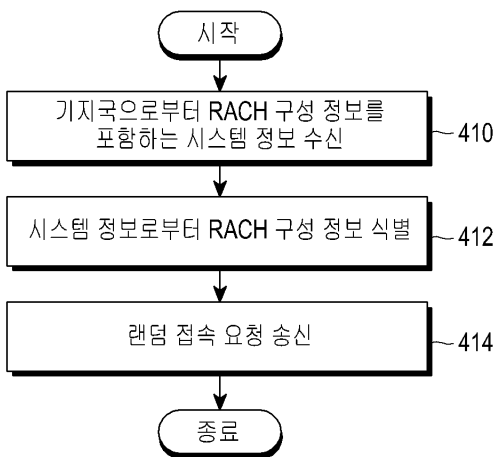 시작
기지국으로부터 RACH 구성 정보를
포함하는 시스템 정보 수신
410
시스템 정보로부터 RACH 구성 정보 식별
412
랜덤 접속 요청 송신
414
종료